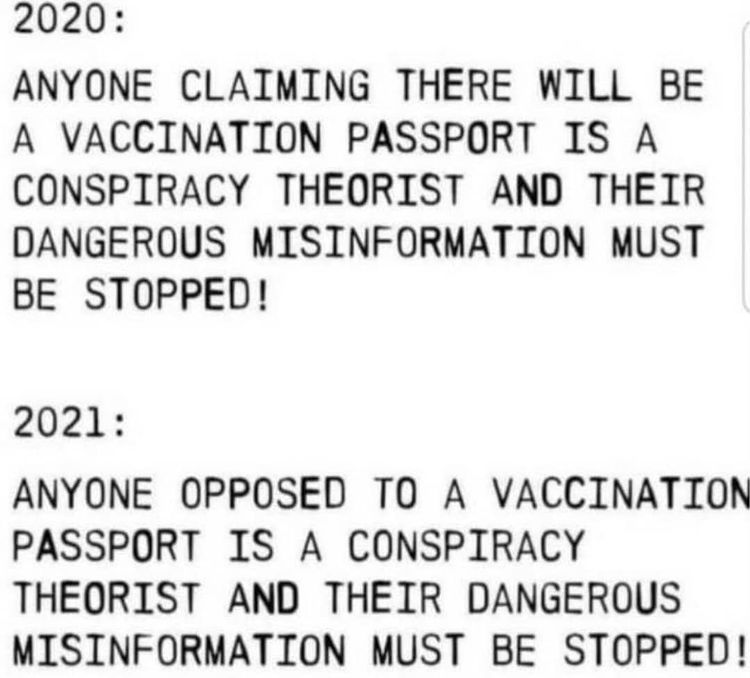 2020:
ANYONE CLAIMING THERE WILL BE
A VACCINATION PASSPORT IS A
CONSPIRACY THEORIST AND THEIR
DANGEROUS MISINFORMATION MUST
BE STOPPED!
2021:
ANYONE OPPOSED TO A VACCINATION
PASSPORT IS A CONSPIRACY
THEORIST AND THEIR DANGEROUS
MISINFORMATION MUST BE STOPPED!